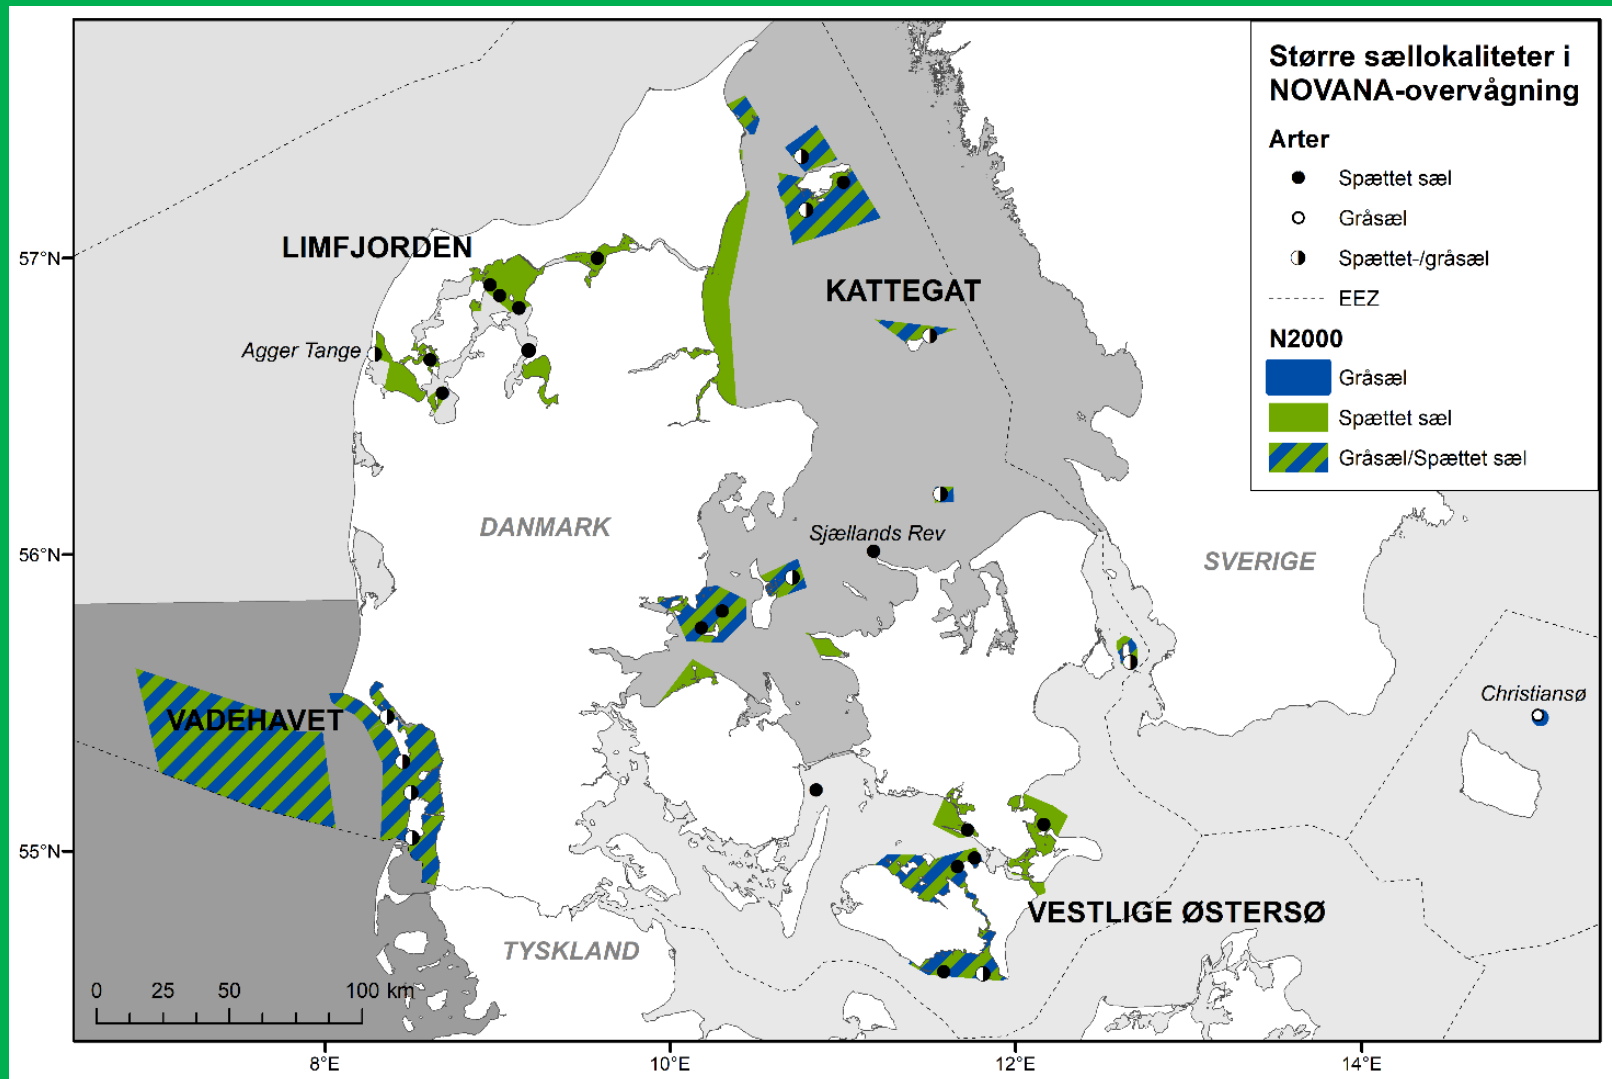 Større sællokaliteter i
NOVANA-overvågning
Arter
Spættet sæl
Gråsæl
Spættet-/gråsæl
EEZ
N2000
Gråsæl
Spættet sæl
Gråsæl/Spættet sæl
LIMFJORDEN
57°N
KATTEGAT
Agger Tange
DANMARK
Sjællands Rev
56°N
SVERIGE
Christiansø
VADEHAVET
55°N
VESTLIGE ØSTERSØ
TYSKLAND
0 25 50 100 km
8°E 10°E 12°E 14°E